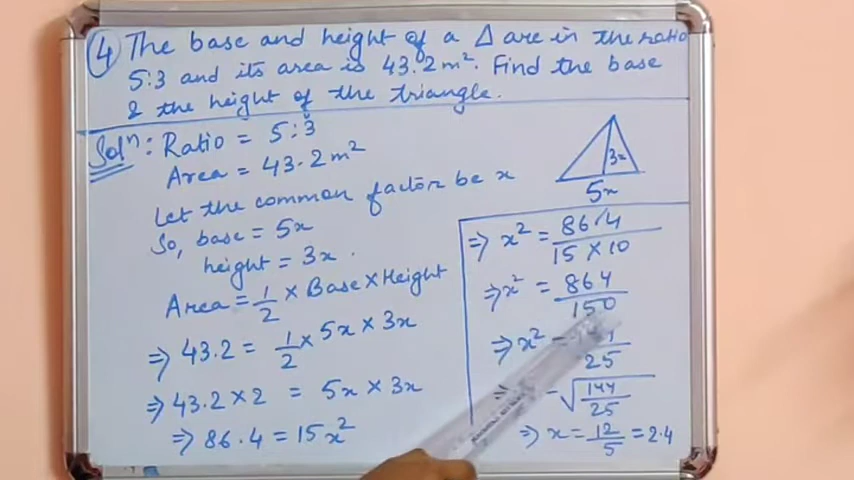 4 The base and height of a Δ are in the ratio
5:3 and its area is 43.2 m². Find the base
& the height of the triangle.
Solⁿ: Ratio = 5:3
Area = 43.2 m²
Let the common factor be x
So, base = 5x
height = 3x.
Area = 1/2 × Base × Height
⇒ 43.2 = 1/2 × 5x × 3x
⇒ 43.2 × 2 = 5x × 3x
⇒ 86.4 = 15x²
3x
5x
⇒ x² = 864 / 15 × 10
⇒ x² = 864 / 150
⇒ x² = 25
√144/25
⇒ x = 12/5 = 2.4